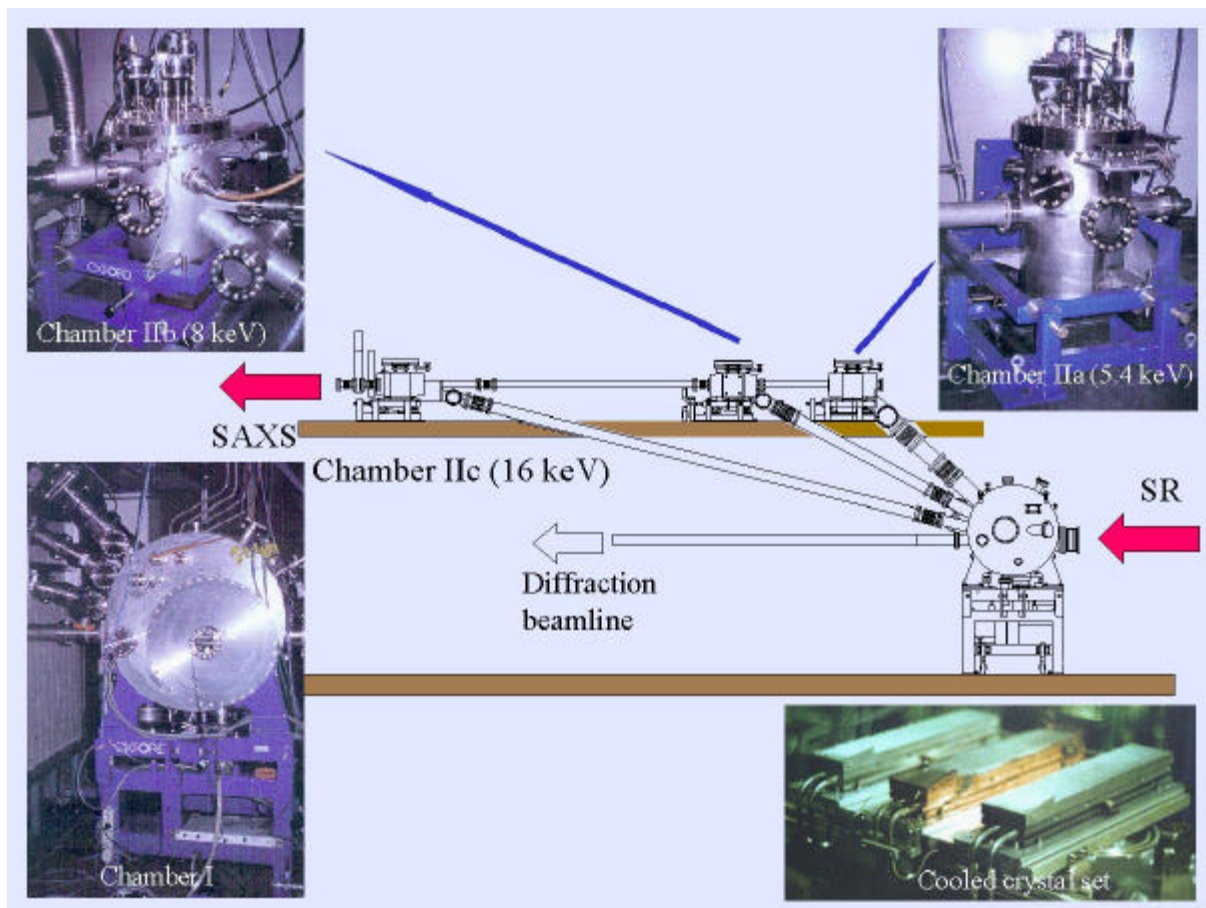 Chamber IIb (8 keV)
Chamber IIa (5.4 keV)
SAXS
Chamber IIc (16 keV)
SR
Diffraction
beamline
Chamber I
Cooled crystal set